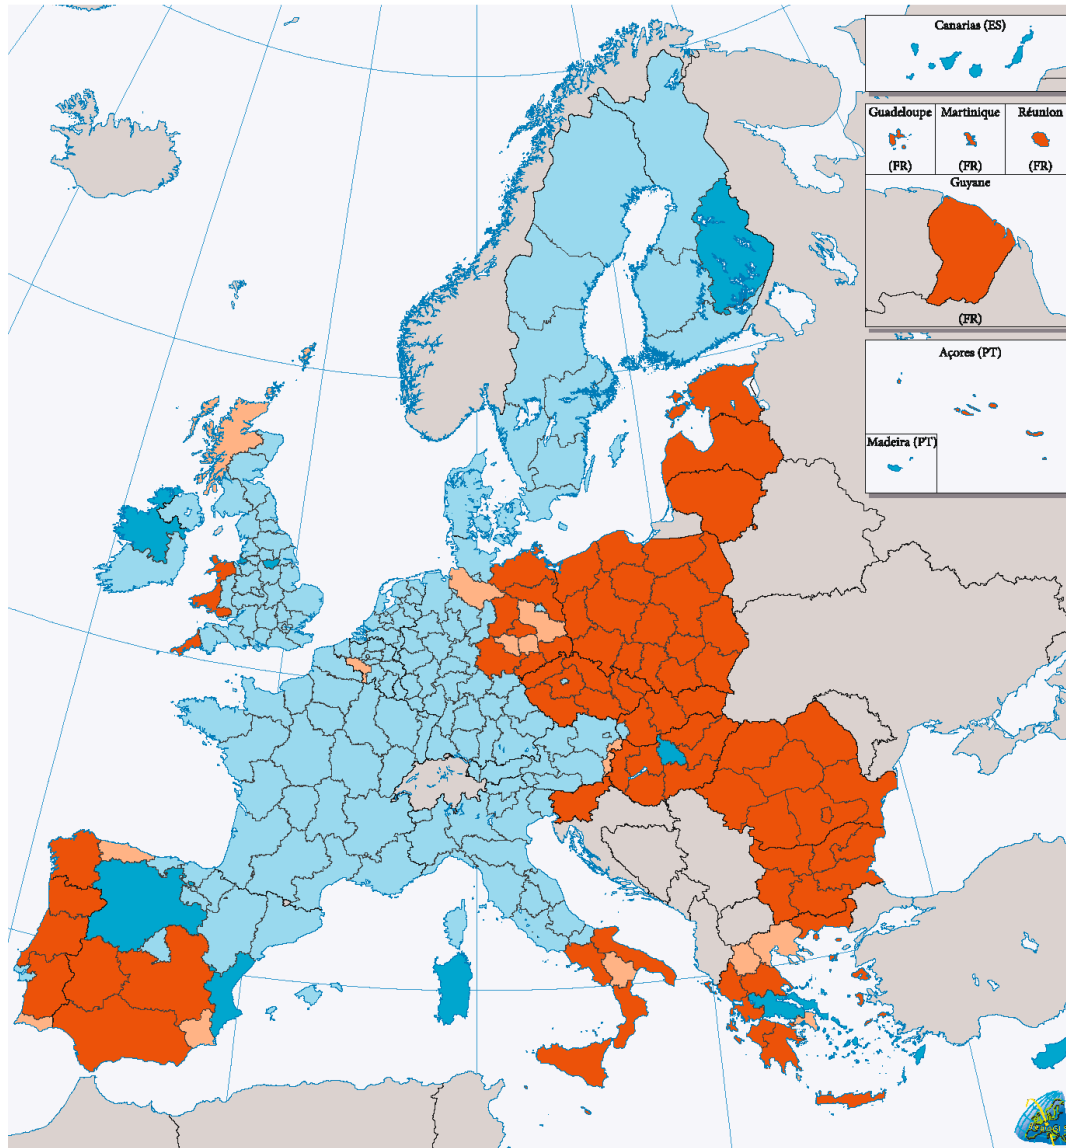 Canarias (ES)
Guadeloupe
Martinique
Réunion
(FR)
(FR)
(FR)
Guyane
(FR)
Açores (PT)
Madeira (PT)